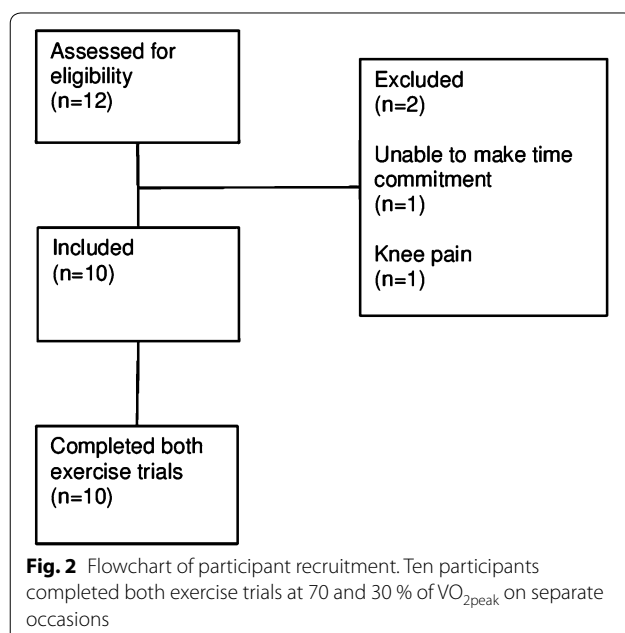 Assessed for
eligibility
(n=12)
Excluded
(n=2)
Unable to make time
commitment
(n=1)
Knee pain
(n=1)
Included
(n=10)
Completed both
exercise trials
(n=10)
Fig. 2 Flowchart of participant recruitment. Ten participants
completed both exercise trials at 70 and 30 % of VO2peak on separate
occasions